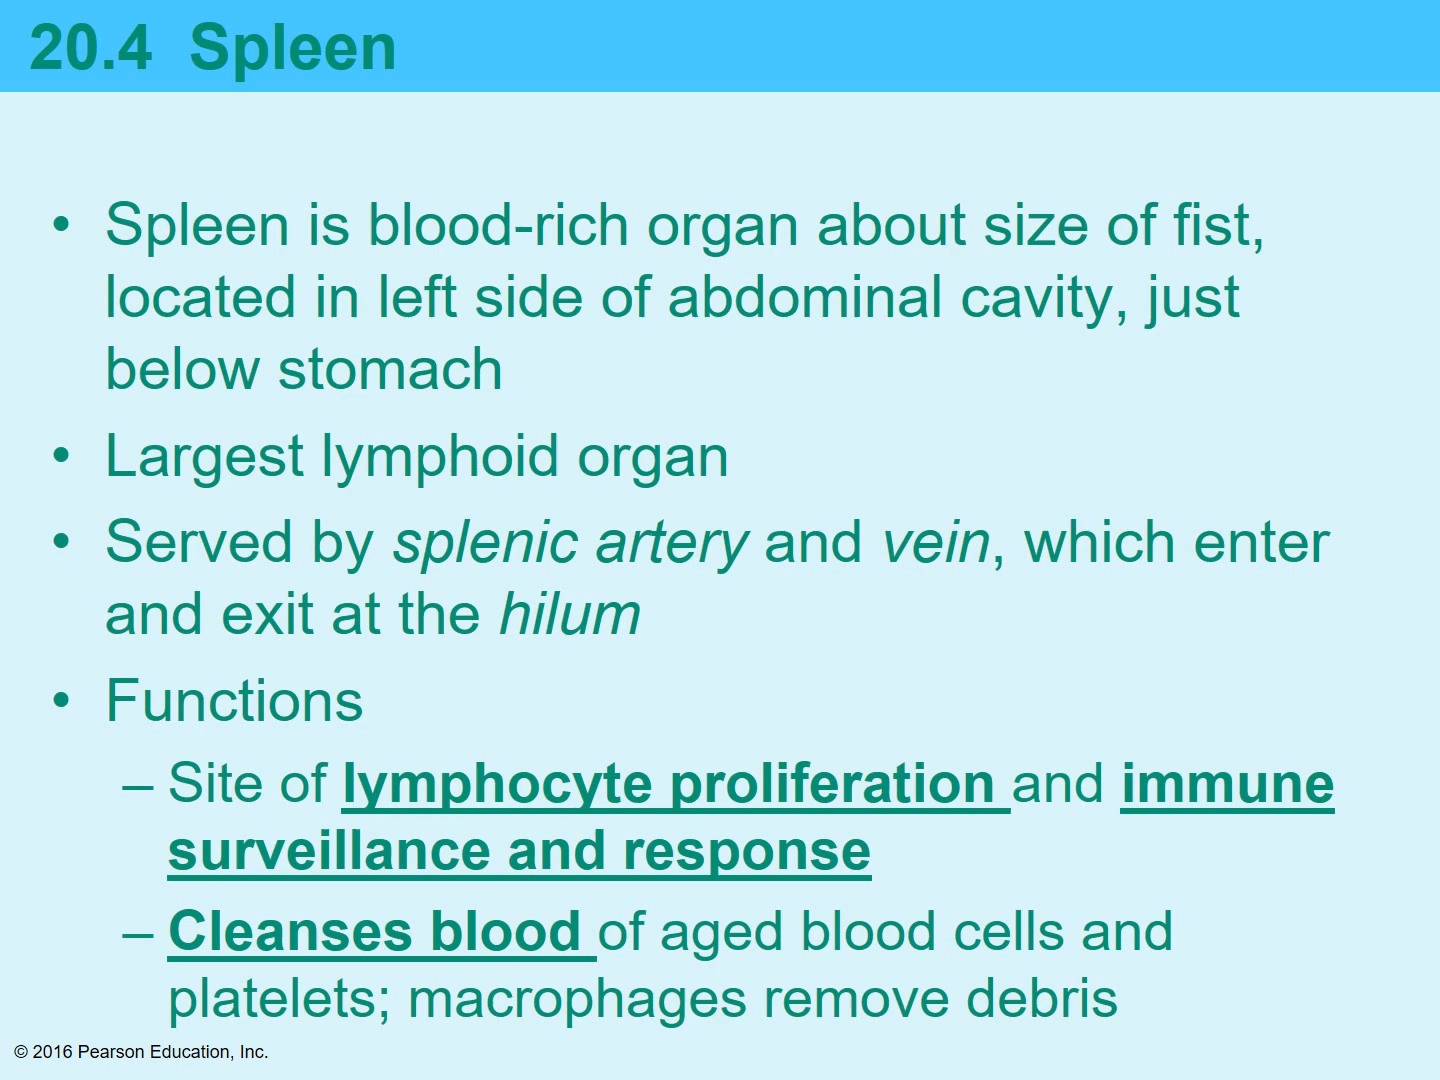 20.4 Spleen
• Spleen is blood-rich organ about size of fist,
located in left side of abdominal cavity, just
below stomach
• Largest lymphoid organ
• Served by splenic artery and vein, which enter
and exit at the hilum
• Functions
– Site of lymphocyte proliferation and immune
surveillance and response
– Cleanses blood of aged blood cells and
platelets; macrophages remove debris
© 2016 Pearson Education, Inc.